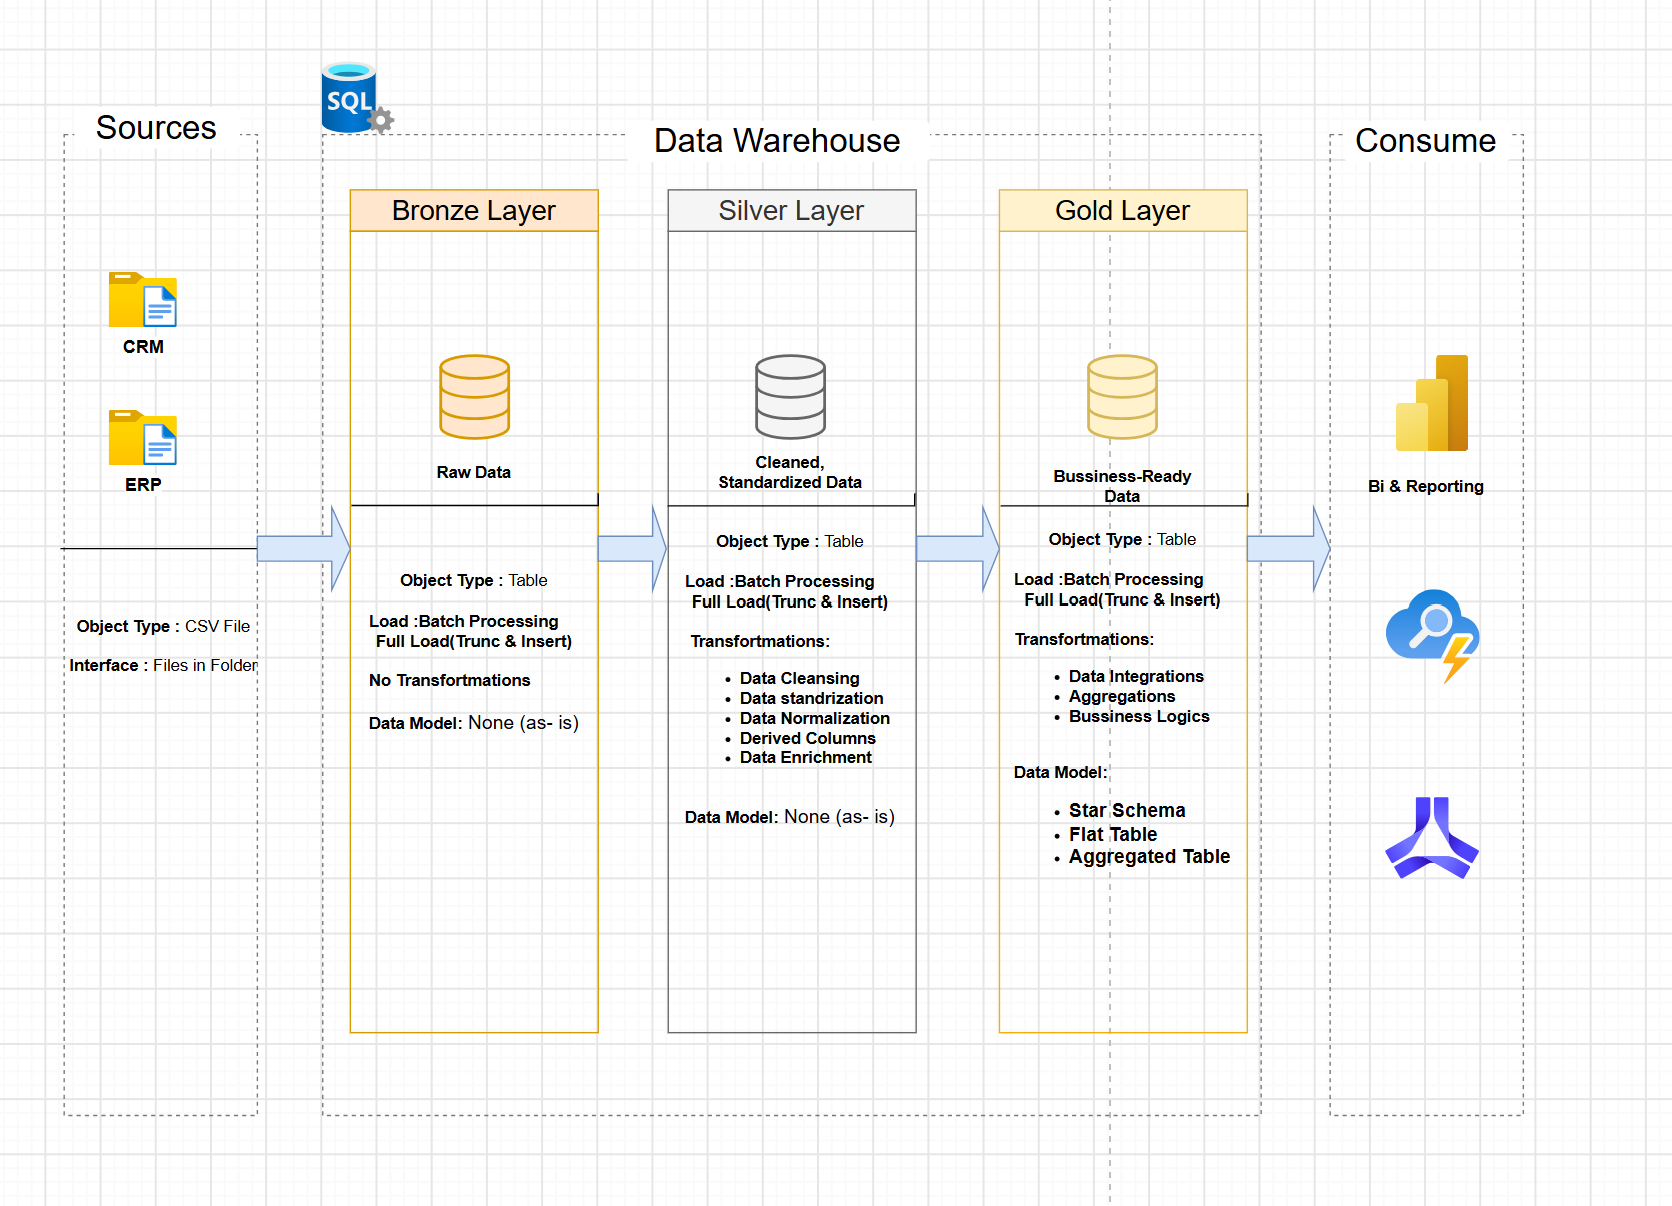 Sources
CRM
ERP
Object Type : CSV File
Interface : Files in Folder
SQL
Data Warehouse
Bronze Layer
Raw Data
Object Type : Table
Load :Batch Processing
Full Load(Trunc & Insert)
No Transfortmations
Data Model: None (as- is)
Silver Layer
Cleaned,
Standardized Data
Object Type : Table
Load :Batch Processing
Full Load(Trunc & Insert)
Transfortmations:
• Data Cleansing
• Data standrization
• Data Normalization
• Derived Columns
• Data Enrichment
Data Model: None (as- is)
Gold Layer
Bussiness-Ready
Data
Object Type : Table
Load :Batch Processing
Full Load(Trunc & Insert)
Transfortmations:
• Data Integrations
• Aggregations
• Bussiness Logics
Data Model:
• Star Schema
• Flat Table
• Aggregated Table
Consume
Bi & Reporting